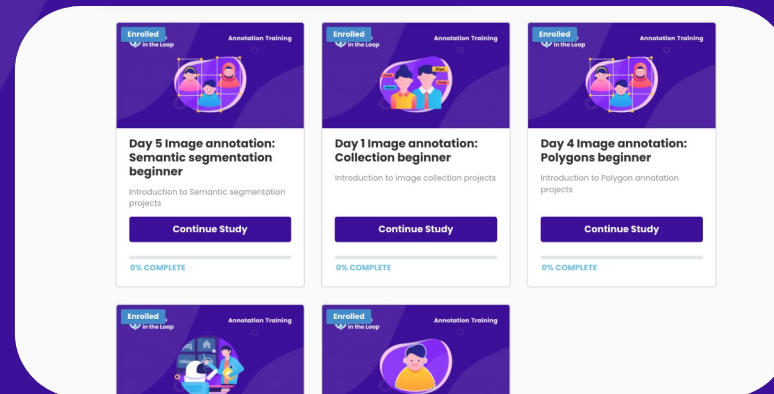 Enrolled
Annotation Training
in the Loop
Day 5 Image annotation:
Semantic segmentation
beginner
Introduction to Semantic segmentation
projects
Continue Study
0% COMPLETE
Enrolled
Annotation Training
in the Loop
Day 1 Image annotation:
Collection beginner
Introduction to image collection projects
Continue Study
0% COMPLETE
Enrolled
Annotation Training
in the Loop
Day 4 Image annotation:
Polygons beginner
Introduction to Polygon annotation
projects
Continue Study
0% COMPLETE
Enrolled
Annotation Training
in the Loop
Enrolled
Annotation Training
in the Loop